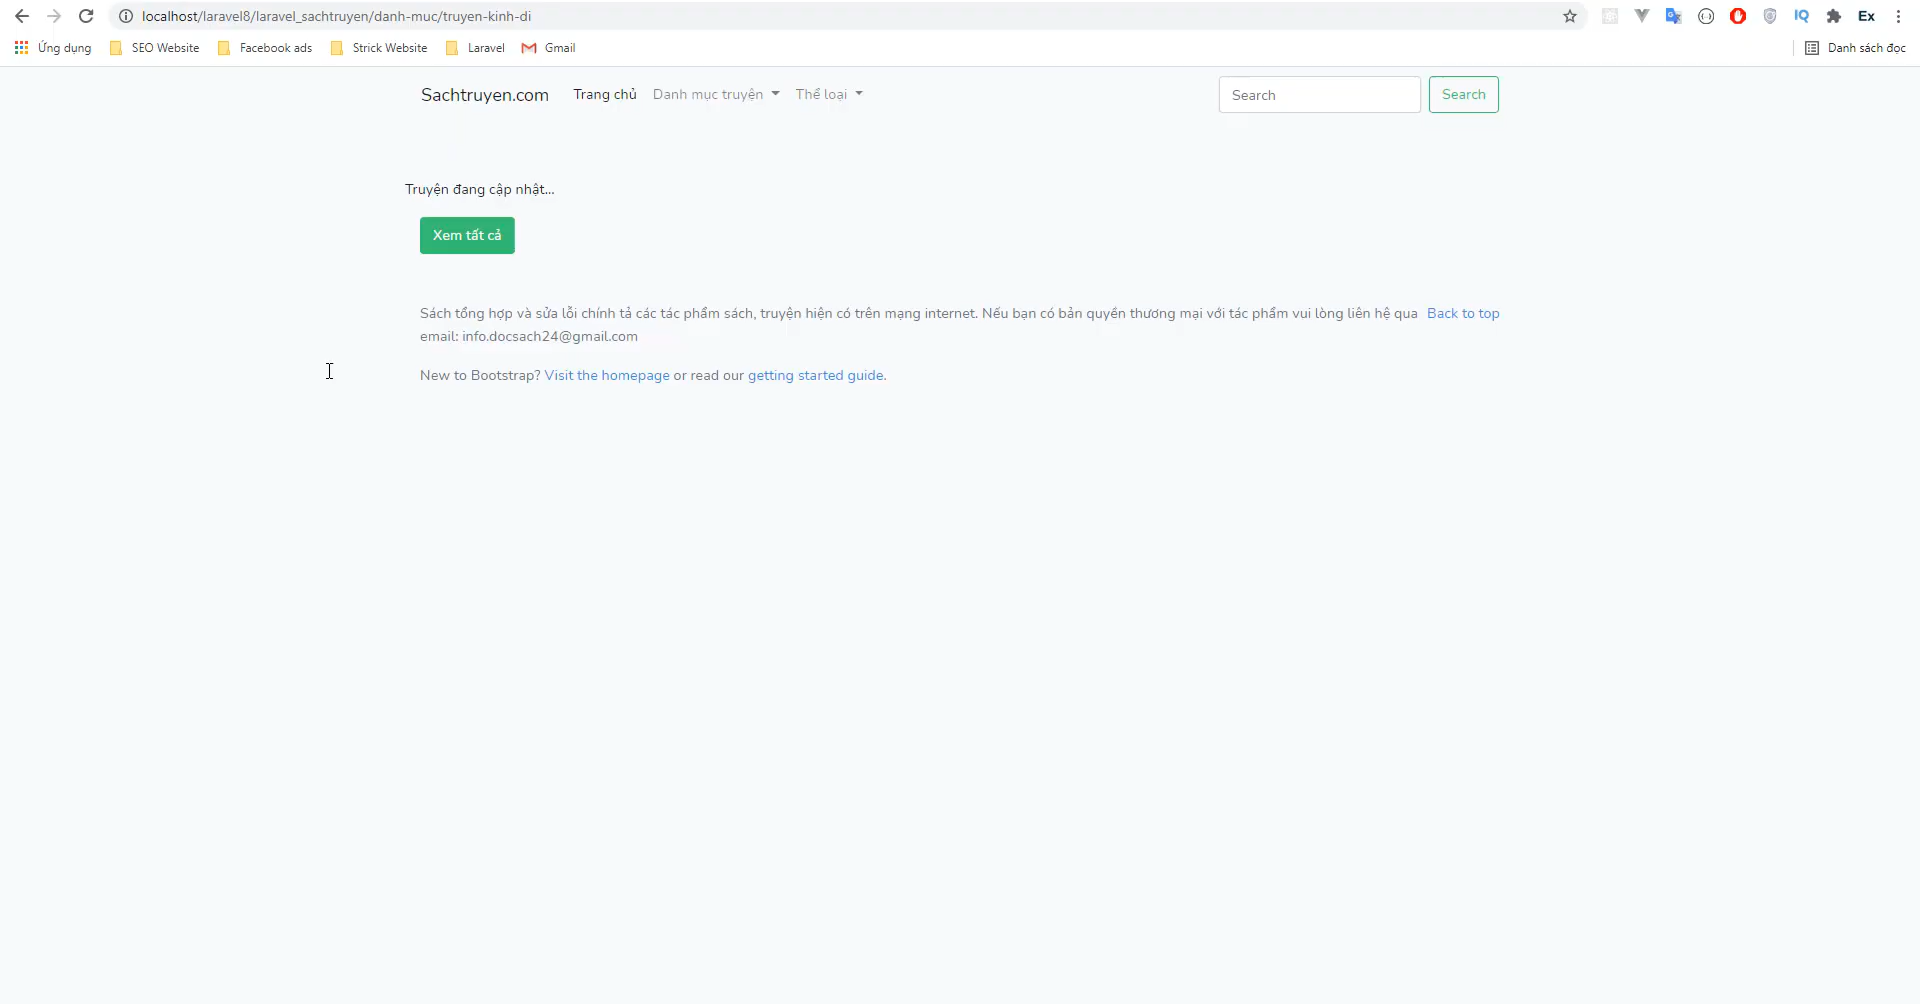 localhost/laravel8/laravel_sachtruyen/danh-muc/truyen-kinh-di
IQ Ex
Ứng dụng SEO Website Facebook ads Strick Website Laravel Gmail Danh sách đọc
Sachtruyen.com Trang chủ Danh mục truyện Thể loại Search Search
Truyện đang cập nhật...
Xem tất cả
Sách tổng hợp và sửa lỗi chính tả các tác phẩm sách, truyện hiện có trên mạng internet. Nếu bạn có bản quyền thương mại với tác phẩm vui lòng liên hệ qua Back to top
email: info.docsach24@gmail.com
New to Bootstrap? Visit the homepage or read our getting started guide.